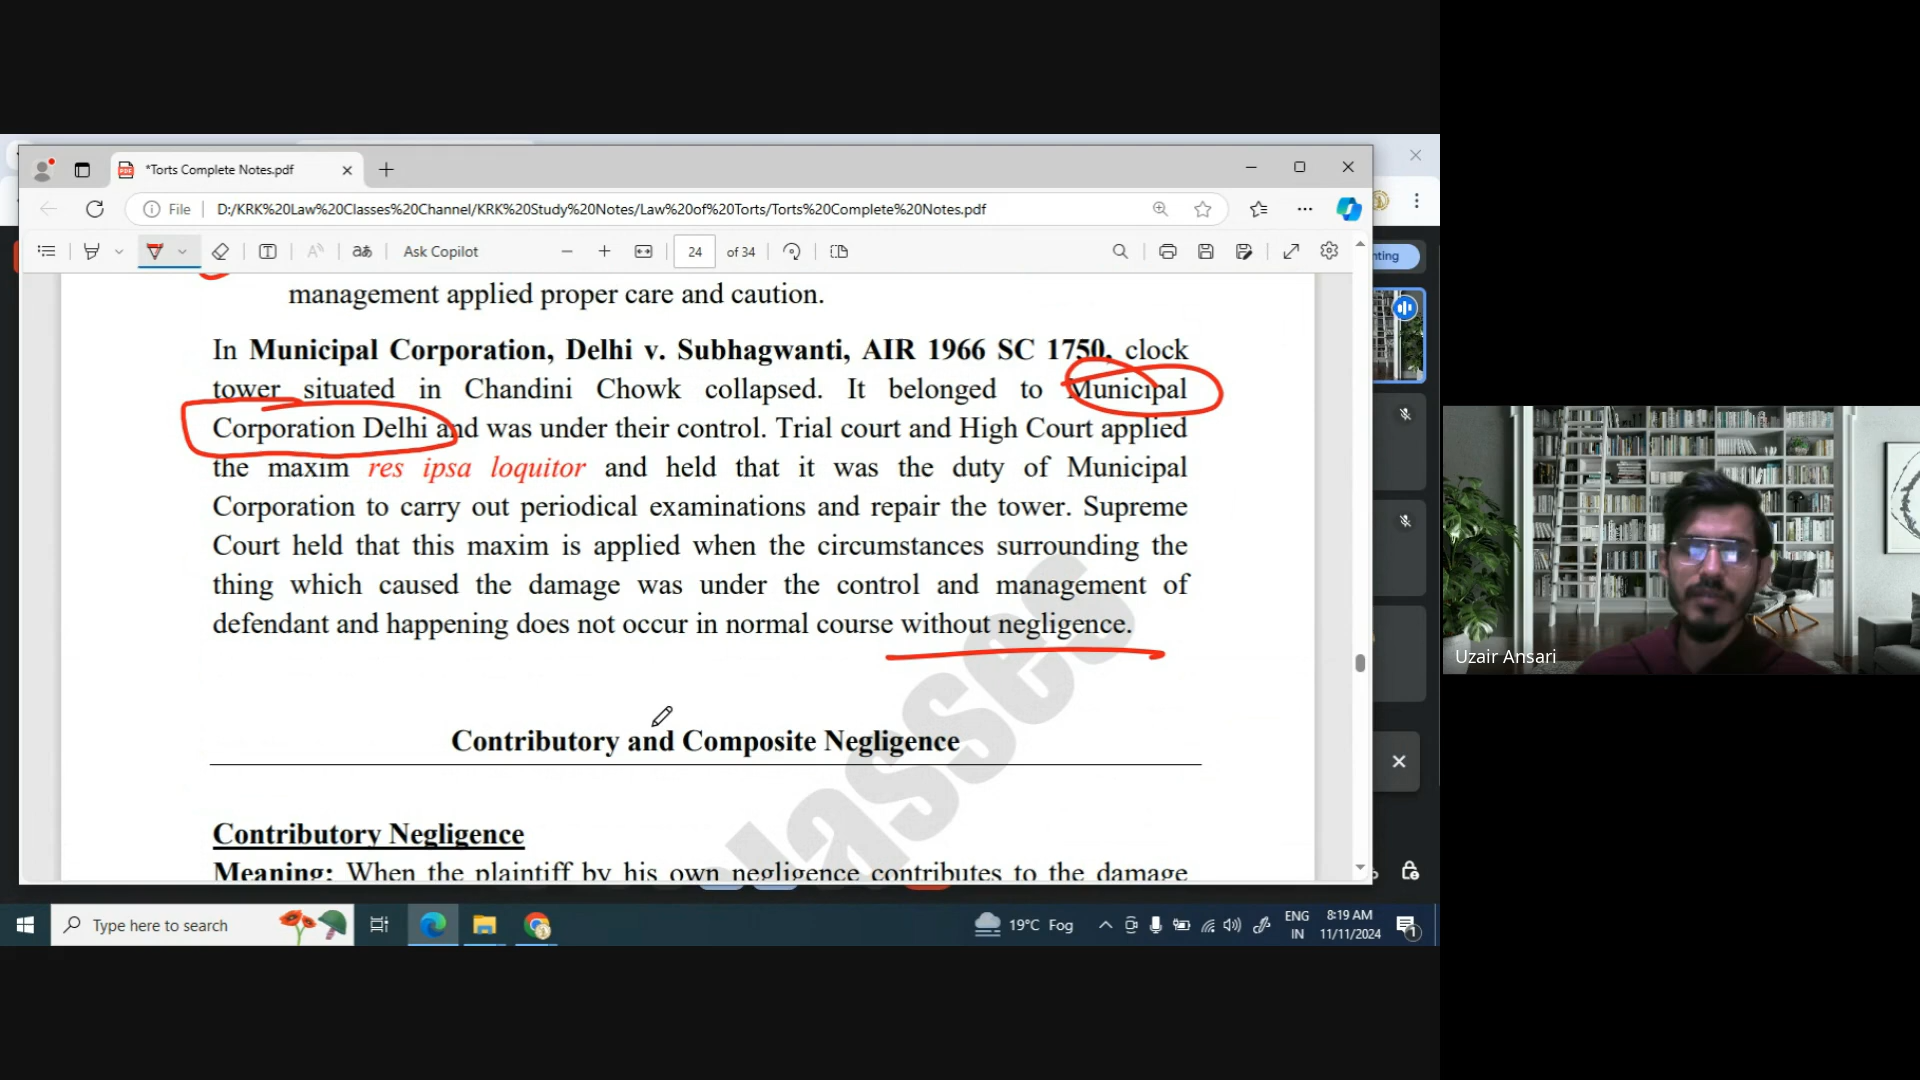 *Torts Complete Notes.pdf
File D:/KRK%20Law%20Classes%20Channel/KRK%20Study%20Notes/Law%20of%20Torts/Torts%20Complete%20Notes.pdf
Ask Copilot 24 of 34
nting
management applied proper care and caution.
In Municipal Corporation, Delhi v. Subhagwanti, AIR 1966 SC 1750, clock
tower situated in Chandini Chowk collapsed. It belonged to Municipal
Corporation Delhi and was under their control. Trial court and High Court applied
the maxim res ipsa loquitor and held that it was the duty of Municipal
Corporation to carry out periodical examinations and repair the tower. Supreme
Court held that this maxim is applied when the circumstances surrounding the
thing which caused the damage was under the control and management of
defendant and happening does not occur in normal course without negligence.
Contributory and Composite Negligence
Contributory Negligence
Meaning: When the plaintiff by his own negligence contributes to the damage
classes
Uzair Ansari
Type here to search
19°C Fog
ENG
IN
8:19 AM
11/11/2024
1